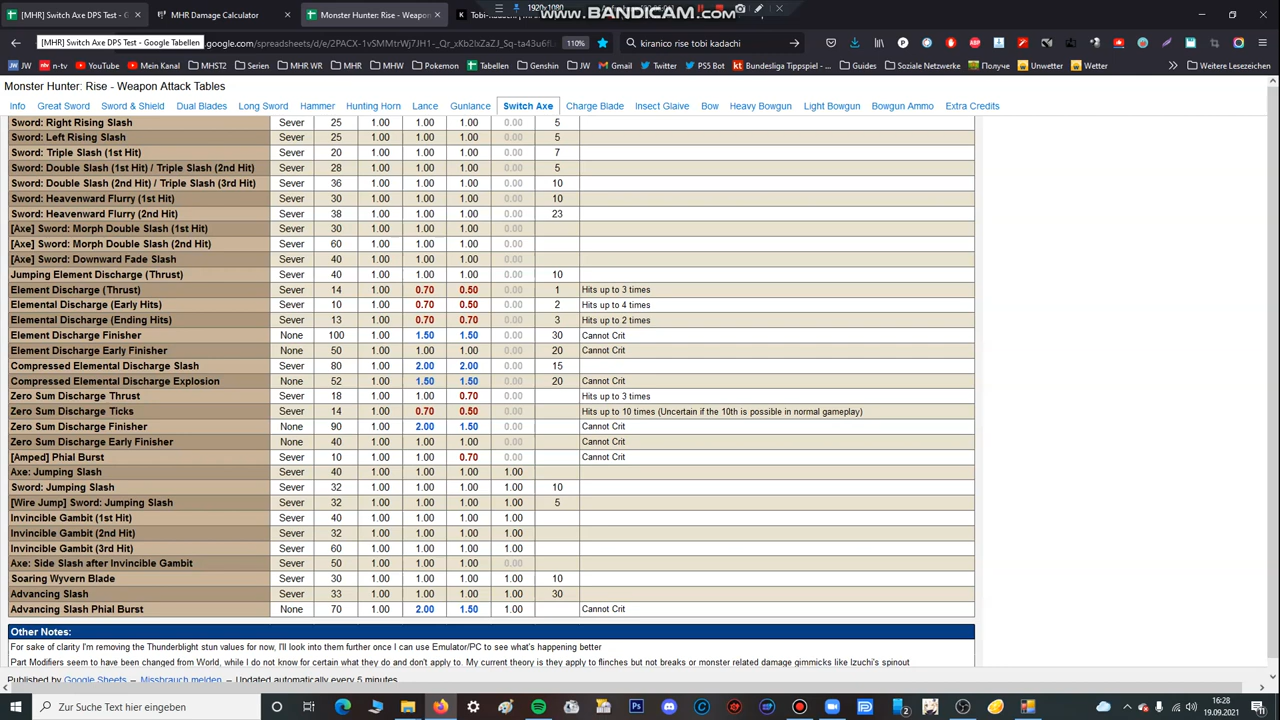 [MHR] Switch Axe DPS Test - G
MHR Damage Calculator
Monster Hunter: Rise - Weapon
1920x1080
www.BANDICAM.com
[MHR] Switch Axe DPS Test - Google Tabellen
google.com/spreadsheets/d/e/2PACX-1vSMMtrWj7JH1-_Qr_xKb2lxZaZJ_Sq-ta43u6fL
110%
kiranico rise tobi kadachi
JW
n-tv
YouTube
Mein Kanal
MHST2
Serien
MHR WR
MHR
MHW
Pokemon
Tabellen
Genshin
JW
Gmail
Twitter
PS5 Bot
Bundesliga Tippspiel -
Guides
Soziale Netzwerke
Получи
Unwetter
Wetter
Weitere Lesezeichen
Monster Hunter: Rise - Weapon Attack Tables
Info Great Sword Sword & Shield Dual Blades Long Sword Hammer Hunting Horn Lance Gunlance Switch Axe Charge Blade Insect Glaive Bow Heavy Bowgun Light Bowgun Bowgun Ammo Extra Credits
Sword: Right Rising Slash Sever 25 1.00 1.00 1.00 0.00 5
Sword: Left Rising Slash Sever 25 1.00 1.00 1.00 0.00 5
Sword: Triple Slash (1st Hit) Sever 20 1.00 1.00 1.00 0.00 7
Sword: Double Slash (1st Hit) / Triple Slash (2nd Hit) Sever 28 1.00 1.00 1.00 0.00 5
Sword: Double Slash (2nd Hit) / Triple Slash (3rd Hit) Sever 36 1.00 1.00 1.00 0.00 10
Sword: Heavenward Flurry (1st Hit) Sever 30 1.00 1.00 1.00 0.00 10
Sword: Heavenward Flurry (2nd Hit) Sever 38 1.00 1.00 1.00 0.00 23
[Axe] Sword: Morph Double Slash (1st Hit) Sever 30 1.00 1.00 1.00 0.00
[Axe] Sword: Morph Double Slash (2nd Hit) Sever 60 1.00 1.00 1.00 0.00
[Axe] Sword: Downward Fade Slash Sever 40 1.00 1.00 1.00 0.00
Jumping Element Discharge (Thrust) Sever 40 1.00 1.00 1.00 0.00 10
Element Discharge (Thrust) Sever 14 1.00 0.70 0.50 0.00 1 Hits up to 3 times
Elemental Discharge (Early Hits) Sever 10 1.00 0.70 0.50 0.00 2 Hits up to 4 times
Elemental Discharge (Ending Hits) Sever 13 1.00 0.70 0.70 0.00 3 Hits up to 2 times
Element Discharge Finisher None 100 1.00 1.50 1.50 0.00 30 Cannot Crit
Element Discharge Early Finisher None 50 1.00 1.00 1.00 0.00 20 Cannot Crit
Compressed Elemental Discharge Slash Sever 80 1.00 2.00 2.00 0.00 15
Compressed Elemental Discharge Explosion None 52 1.00 1.50 1.50 0.00 20 Cannot Crit
Zero Sum Discharge Thrust Sever 18 1.00 1.00 0.70 0.00 Hits up to 3 times
Zero Sum Discharge Ticks Sever 14 1.00 0.70 0.50 0.00 Hits up to 10 times (Uncertain if the 10th is possible in normal gameplay)
Zero Sum Discharge Finisher None 90 1.00 2.00 1.50 0.00 Cannot Crit
Zero Sum Discharge Early Finisher None 40 1.00 1.00 1.00 0.00 Cannot Crit
[Amped] Phial Burst Sever 10 1.00 1.00 0.70 0.00 Cannot Crit
Axe: Jumping Slash Sever 40 1.00 1.00 1.00 1.00
Sword: Jumping Slash Sever 32 1.00 1.00 1.00 1.00 10
[Wire Jump] Sword: Jumping Slash Sever 32 1.00 1.00 1.00 1.00 5
Invincible Gambit (1st Hit) Sever 40 1.00 1.00 1.00 1.00
Invincible Gambit (2nd Hit) Sever 32 1.00 1.00 1.00 1.00
Invincible Gambit (3rd Hit) Sever 60 1.00 1.00 1.00 1.00
Axe: Side Slash after Invincible Gambit Sever 50 1.00 1.00 1.00 0.00
Soaring Wyvern Blade Sever 30 1.00 1.00 1.00 1.00 10
Advancing Slash Sever 33 1.00 1.00 1.00 1.00 30
Advancing Slash Phial Burst None 70 1.00 2.00 1.50 1.00 Cannot Crit
Other Notes:
For sake of clarity I'm removing the Thunderblight stun values for now, I'll look into them further once I can use Emulator/PC to see what's happening better
Part Modifiers seem to have been changed from World, while I do not know for certain what they do and don't apply to. My current theory is they apply to flinches but not breaks or monster related damage gimmicks like Izuchi's spinout
Published by Google Sheets – Missbrauch melden – Updated automatically every 5 minutes
Zur Suche Text hier eingeben
16:28
19.09.2021